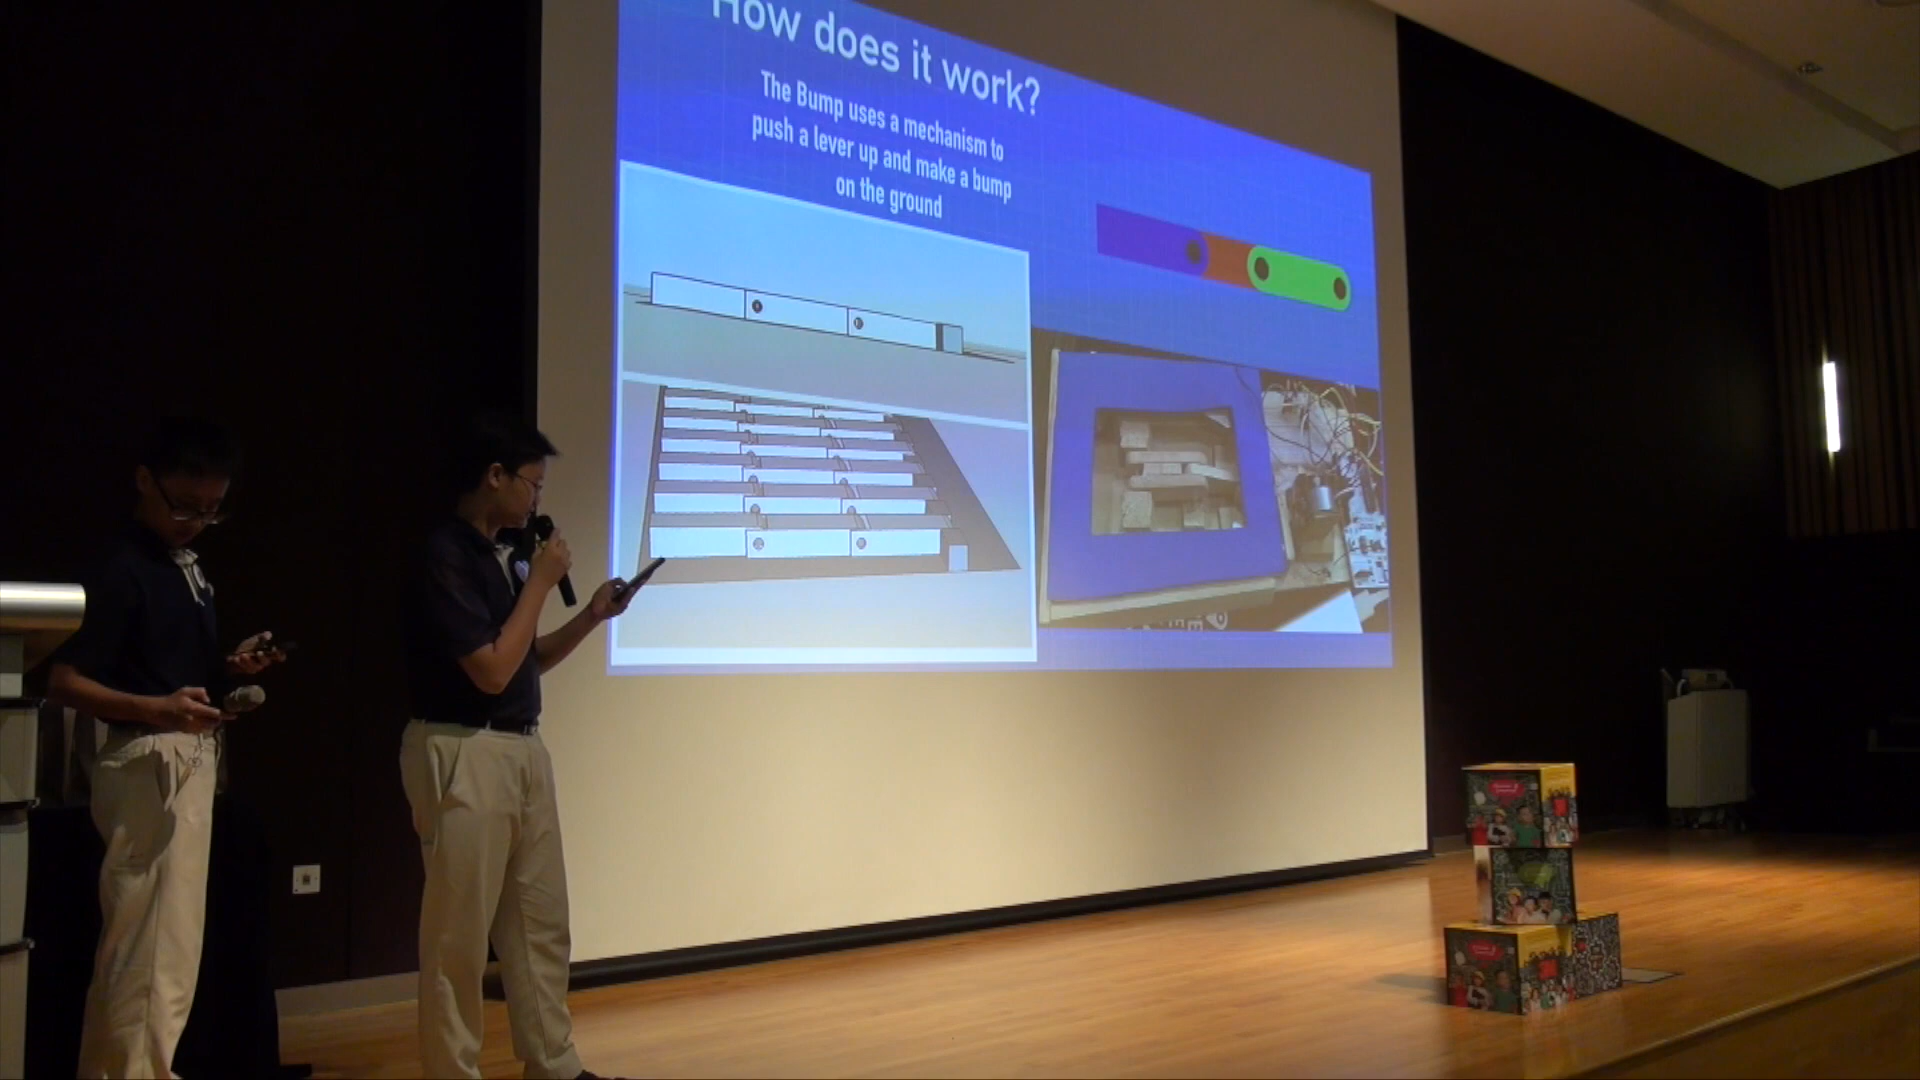 How does it work?
The Bump uses a mechanism to
push a lever up and make a bump
on the ground